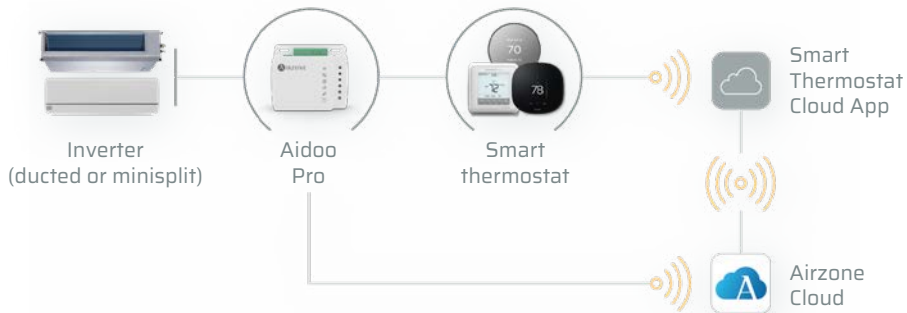 70
72
78
Inverter
(ducted or minisplit)
Aidoo
Pro
Smart
thermostat
Smart
Thermostat
Cloud App
A
Airzone
Cloud